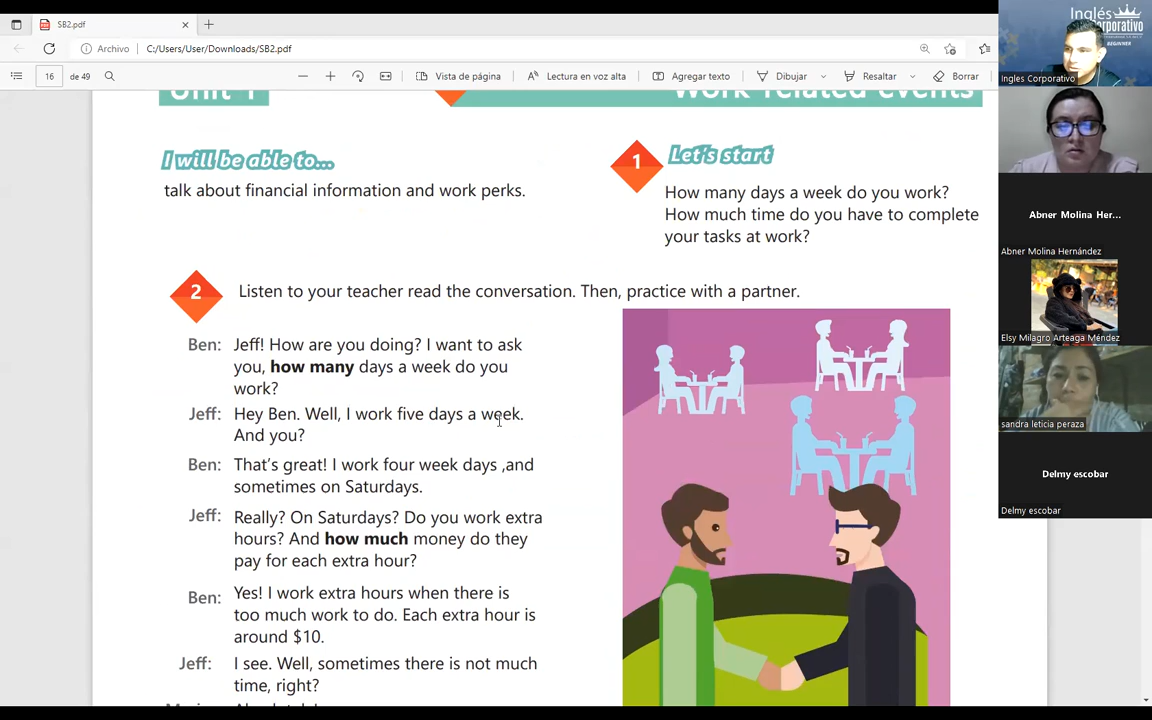 SB2.pdf
Archivo
C:/Users/User/Downloads/SB2.pdf
16
de 49
Vista de página
Lectura en voz alta
Agregar texto
Dibujar
Resaltar
Borrar
Unit 1
Work related events
I will be able to...
talk about financial information and work perks.
1
Let's start
How many days a week do you work?
How much time do you have to complete
your tasks at work?
2
Listen to your teacher read the conversation. Then, practice with a partner.
Ben: Jeff! How are you doing? I want to ask
you, how many days a week do you
work?
Jeff: Hey Ben. Well, I work five days a week.
And you?
Ben: That's great! I work four week days ,and
sometimes on Saturdays.
Jeff: Really? On Saturdays? Do you work extra
hours? And how much money do they
pay for each extra hour?
Ben: Yes! I work extra hours when there is
too much work to do. Each extra hour is
around $10.
Jeff: I see. Well, sometimes there is not much
time, right?
Inglés
Corporativo
BEGINNER
Ingles Corporativo
Abner Molina Her...
Abner Molina Hernández
Elsy Milagro Arteaga Méndez
sandra leticia peraza
Delmy escobar
Delmy escobar